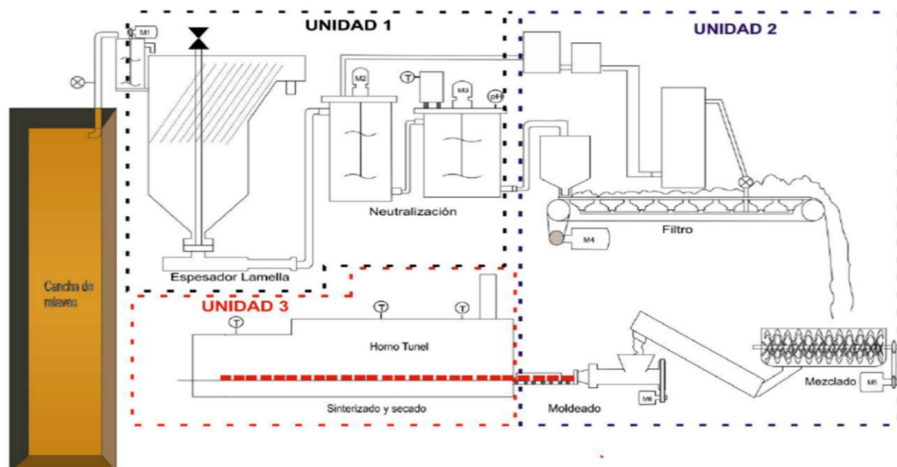 UNIDAD 1
UNIDAD 2
M1
M2
T
M3
pH
Neutralización
Filtro
M4
Espesador Lamella
Cancha de
relaves
UNIDAD 3
T
T
T
Horno Tunel
Sinterizado y secado
Moldeado
M6
Mezclado
M5